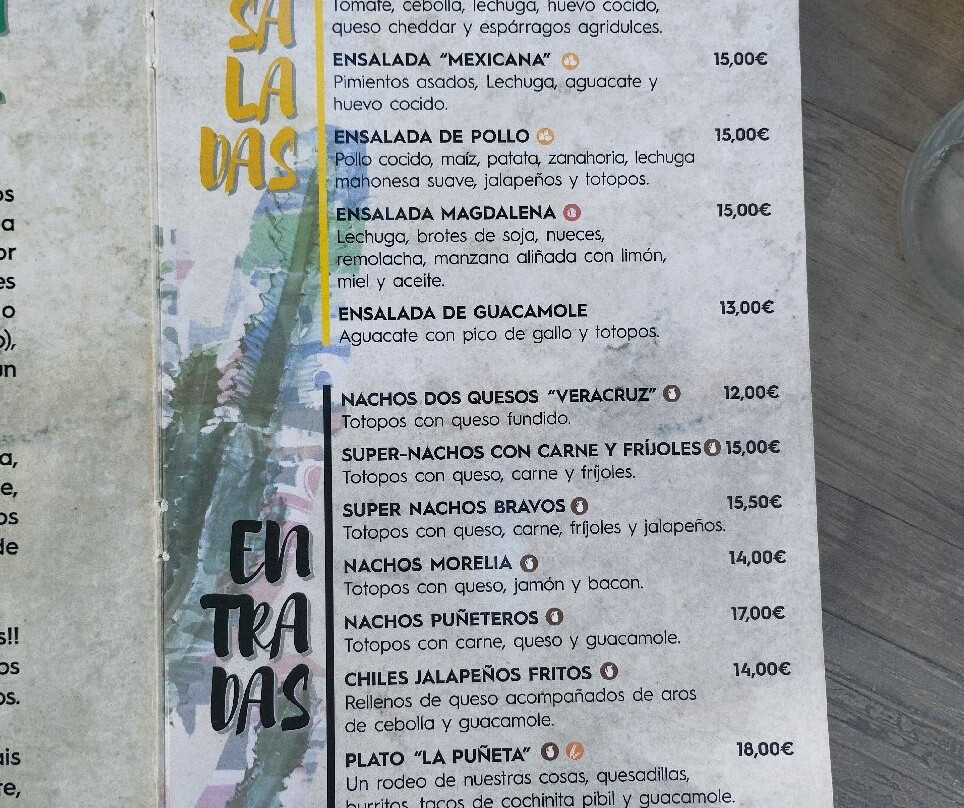 SA
LA
DAS
Tomate, cebolla, lechuga, huevo cocido,
queso cheddar y espárragos agridulces.
ENSALADA "MEXICANA" 15,00€
Pimientos asados, Lechuga, aguacate y
huevo cocido.
ENSALADA DE POLLO 15,00€
Pollo cocido, maíz, patata, zanahoria, lechuga
mahonesa suave, jalapeños y totopos.
ENSALADA MAGDALENA 15,00€
Lechuga, brotes de soja, nueces,
remolacha, manzana aliñada con limón,
miel y aceite.
ENSALADA DE GUACAMOLE 13,00€
Aguacate con pico de gallo y totopos.
EN
TRA
DAS
NACHOS DOS QUESOS "VERACRUZ" 12,00€
Totopos con queso fundido.
SUPER-NACHOS CON CARNE Y FRÍJOLES 15,00€
Totopos con queso, carne y fríjoles.
SUPER NACHOS BRAVOS 15,50€
Totopos con queso, carne, fríjoles y jalapeños.
NACHOS MORELIA 14,00€
Totopos con queso, jamón y bacon.
NACHOS PUÑETEROS 17,00€
Totopos con carne, queso y guacamole.
CHILES JALAPEÑOS FRITOS 14,00€
Rellenos de queso acompañados de aros
de cebolla y guacamole.
PLATO "LA PUÑETA" 18,00€
Un rodeo de nuestras cosas, quesadillas,
burritos, tacos de cochinita pibil y guacamole.